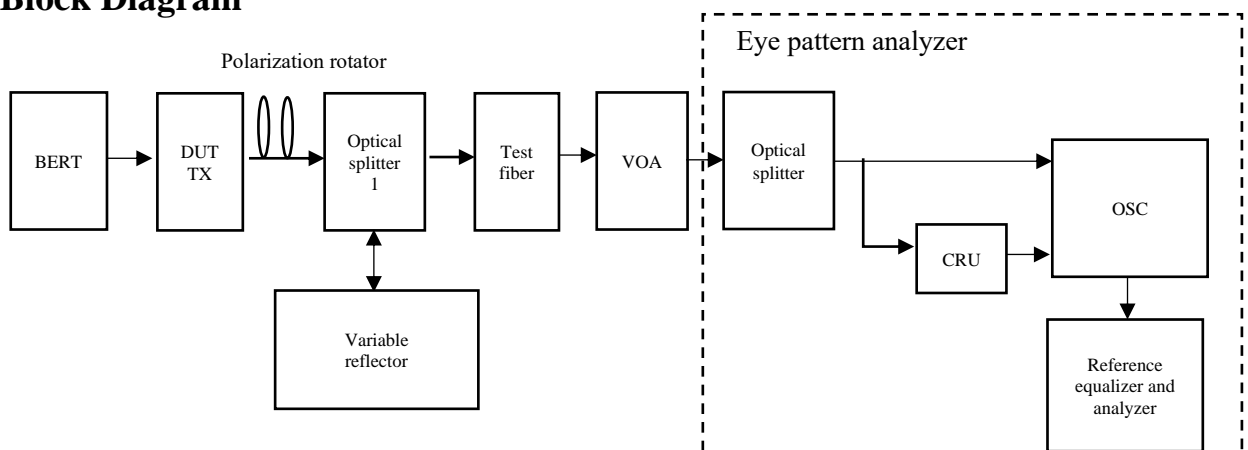 Block Diagram
Eye pattern analyzer
Polarization rotator
BERT
DUT
TX
Optical
splitter
1
Test
fiber
VOA
Optical
splitter
OSC
CRU
Variable
reflector
Reference
equalizer and
analyzer